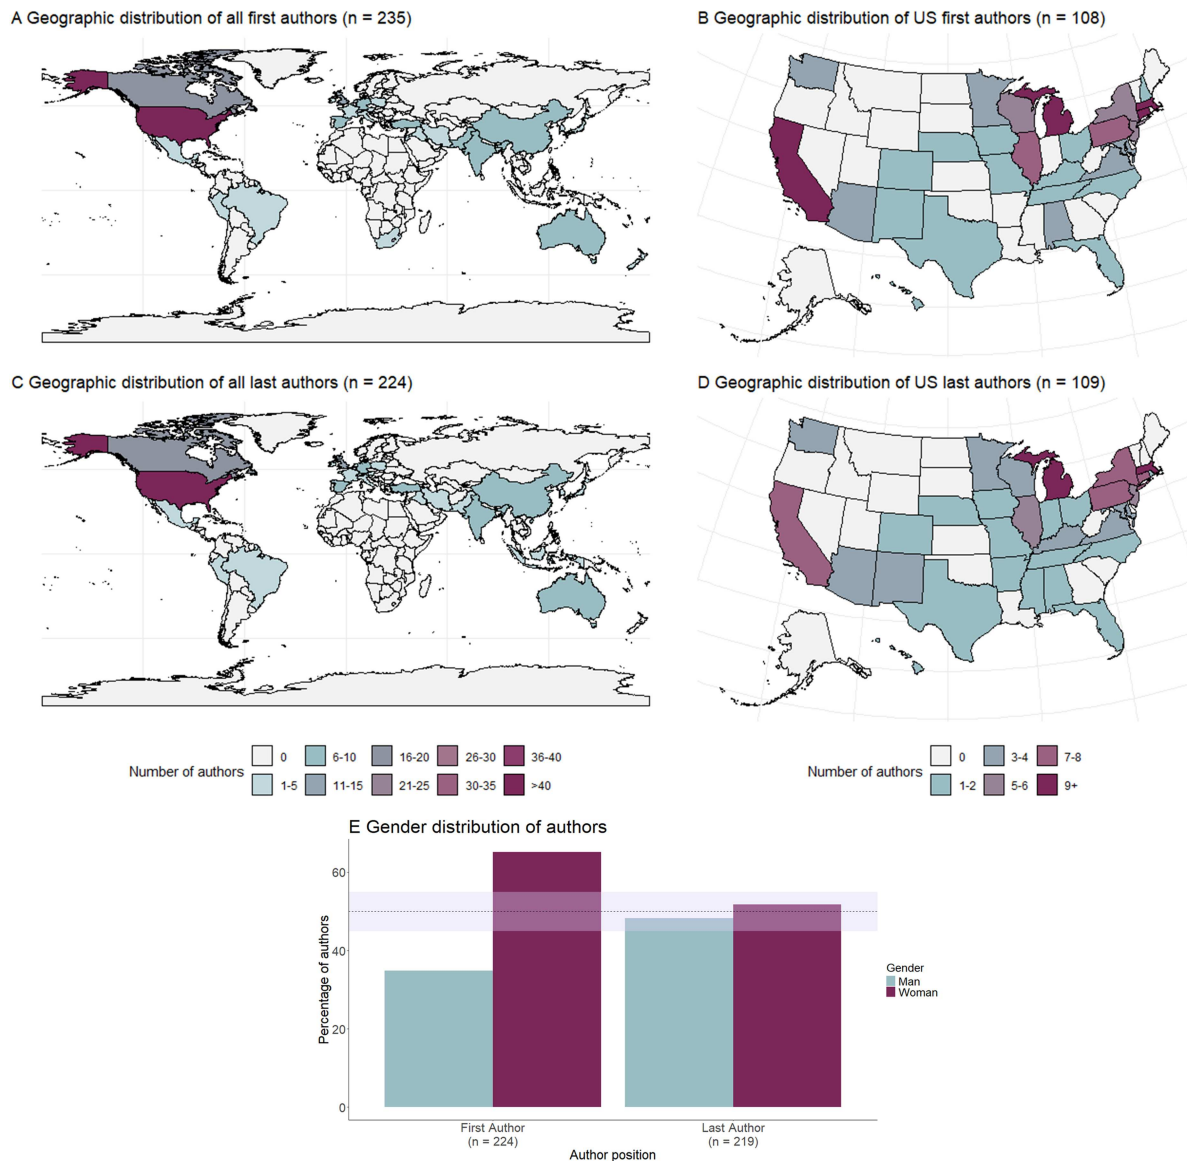 A Geographic distribution of all first authors (n = 235)
B Geographic distribution of US first authors (n = 108)
C Geographic distribution of all last authors (n = 224)
D Geographic distribution of US last authors (n = 109)
Number of authors
0
6-10
16-20
26-30
36-40
1-5
11-15
21-25
30-35
>40
Number of authors
0
3-4
7-8
1-2
5-6
9+
E Gender distribution of authors
Percentage of authors
60
40
20
0
First Author
(n = 224)
Last Author
(n = 219)
Author position
Gender
Man
Woman